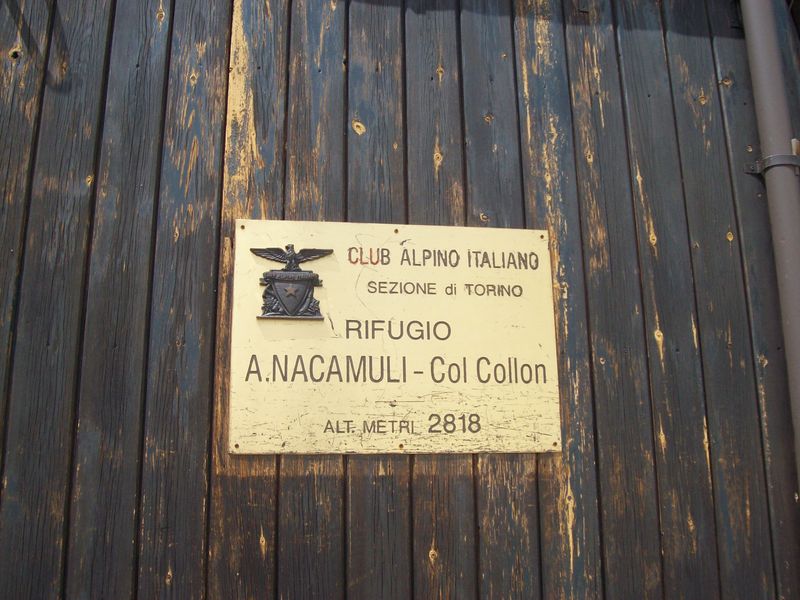 CLUB ALPINO ITALIANO
SEZIONE di TORINO
RIFUGIO
A. NACAMULI - Col Collon
ALT. METRI 2818